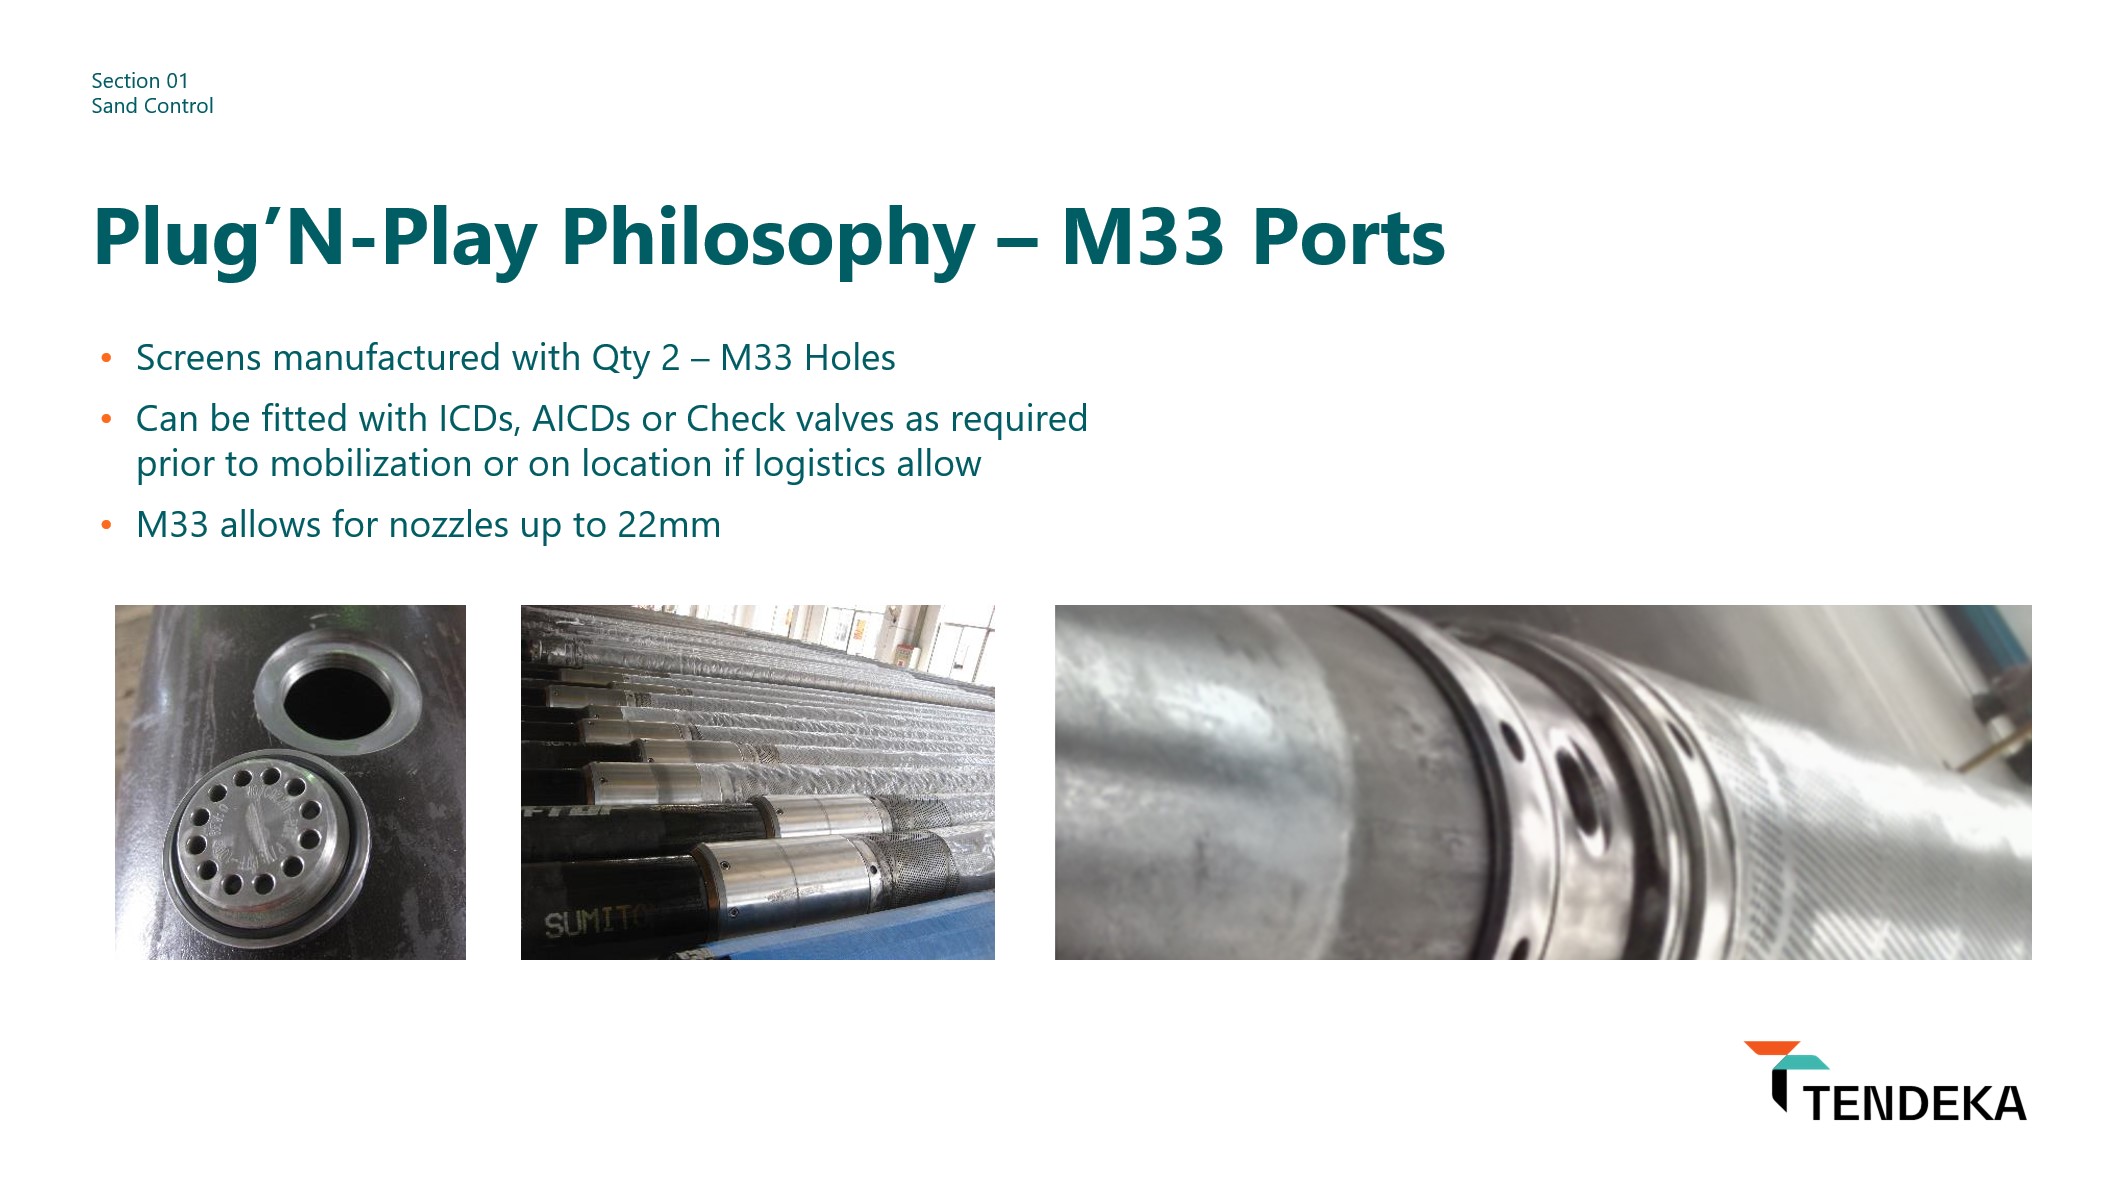 Section 01
Sand Control
Plug’N-Play Philosophy – M33 Ports
• Screens manufactured with Qty 2 – M33 Holes
• Can be fitted with ICDs, AICDs or Check valves as required
prior to mobilization or on location if logistics allow
• M33 allows for nozzles up to 22mm
SUMITO
TENDEKA